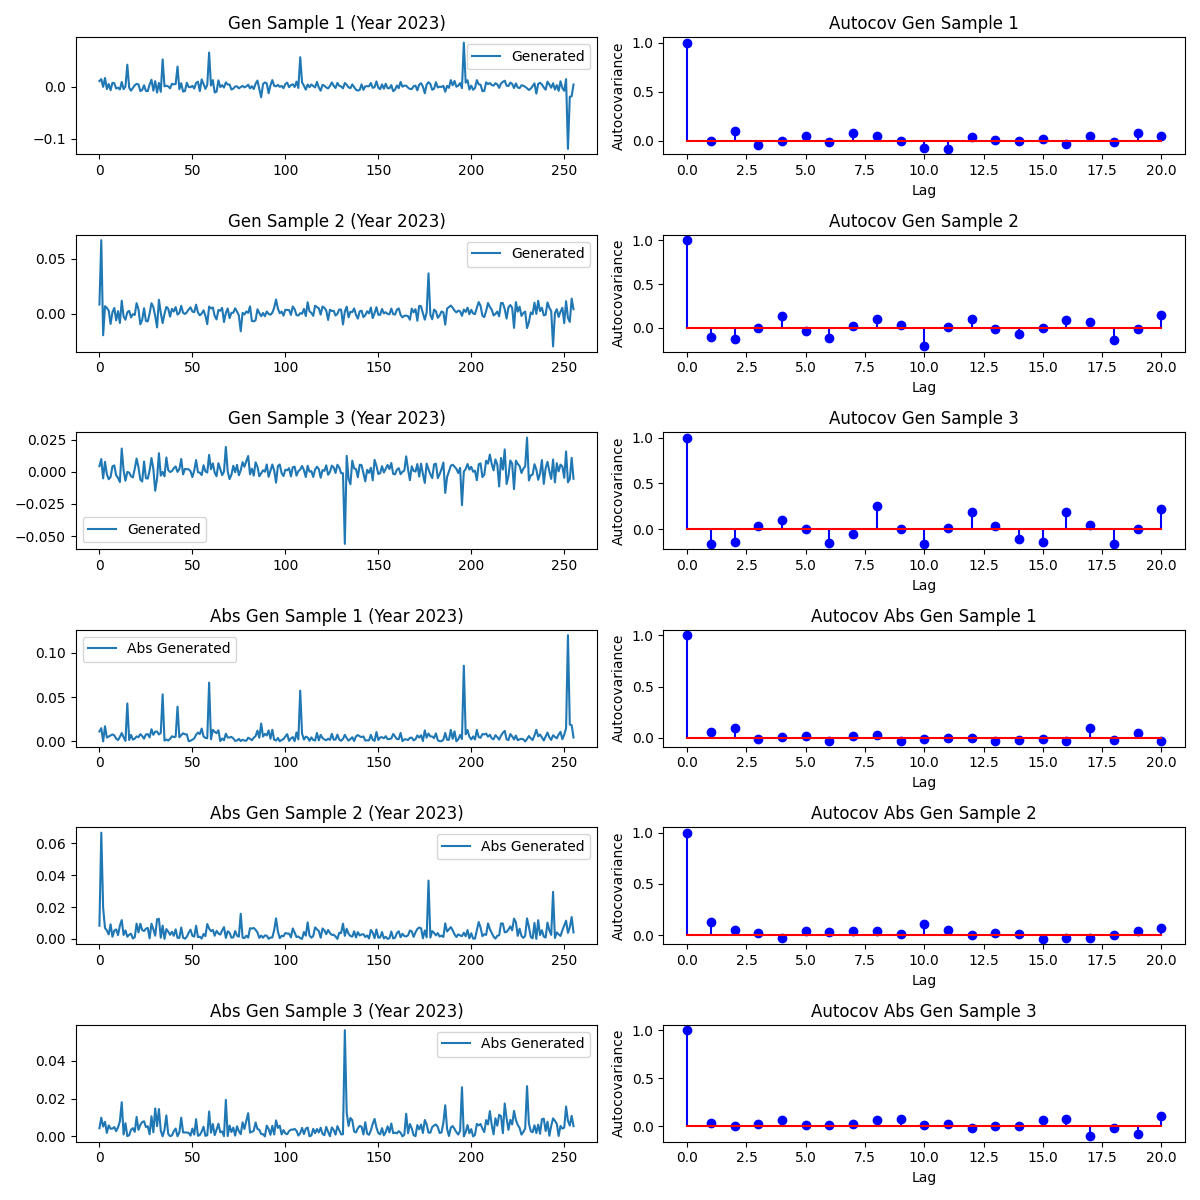 Gen Sample 1 (Year 2023)
0.0
−0.1
Generated
0 50 100 150 200 250
Autocov Gen Sample 1
Autocovariance
1.0
0.5
0.0
0.0 2.5 5.0 7.5 10.0 12.5 15.0 17.5 20.0
Lag
Gen Sample 2 (Year 2023)
0.05
0.00
Generated
0 50 100 150 200 250
Autocov Gen Sample 2
Autocovariance
1.0
0.5
0.0
0.0 2.5 5.0 7.5 10.0 12.5 15.0 17.5 20.0
Lag
Gen Sample 3 (Year 2023)
0.025
0.000
−0.025
−0.050
Generated
0 50 100 150 200 250
Autocov Gen Sample 3
Autocovariance
1.0
0.5
0.0
0.0 2.5 5.0 7.5 10.0 12.5 15.0 17.5 20.0
Lag
Abs Gen Sample 1 (Year 2023)
0.10
0.05
0.00
Abs Generated
0 50 100 150 200 250
Autocov Abs Gen Sample 1
Autocovariance
1.0
0.5
0.0
0.0 2.5 5.0 7.5 10.0 12.5 15.0 17.5 20.0
Lag
Abs Gen Sample 2 (Year 2023)
0.06
0.04
0.02
0.00
Abs Generated
0 50 100 150 200 250
Autocov Abs Gen Sample 2
Autocovariance
1.0
0.5
0.0
0.0 2.5 5.0 7.5 10.0 12.5 15.0 17.5 20.0
Lag
Abs Gen Sample 3 (Year 2023)
0.04
0.02
0.00
Abs Generated
0 50 100 150 200 250
Autocov Abs Gen Sample 3
Autocovariance
1.0
0.5
0.0
0.0 2.5 5.0 7.5 10.0 12.5 15.0 17.5 20.0
Lag